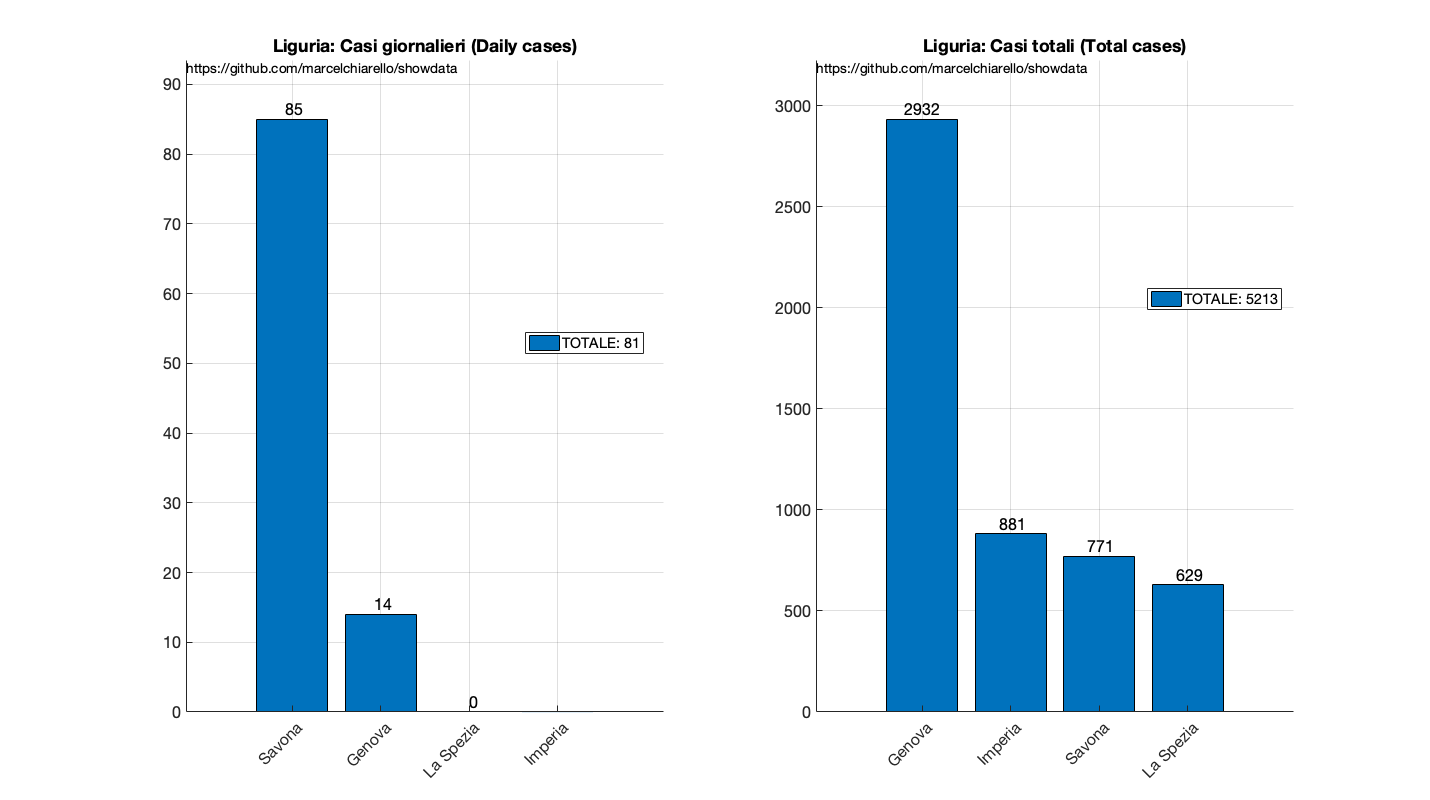 Liguria: Casi giornalieri (Daily cases)
https://github.com/marcelchiarello/showdata
90
80
70
60
50
40
30
20
10
0
85
14
0
TOTALE: 81
Savona
Genova
La Spezia
Imperia
Liguria: Casi totali (Total cases)
https://github.com/marcelchiarello/showdata
3000
2500
2000
1500
1000
500
0
2932
881
771
629
TOTALE: 5213
Genova
Imperia
Savona
La Spezia